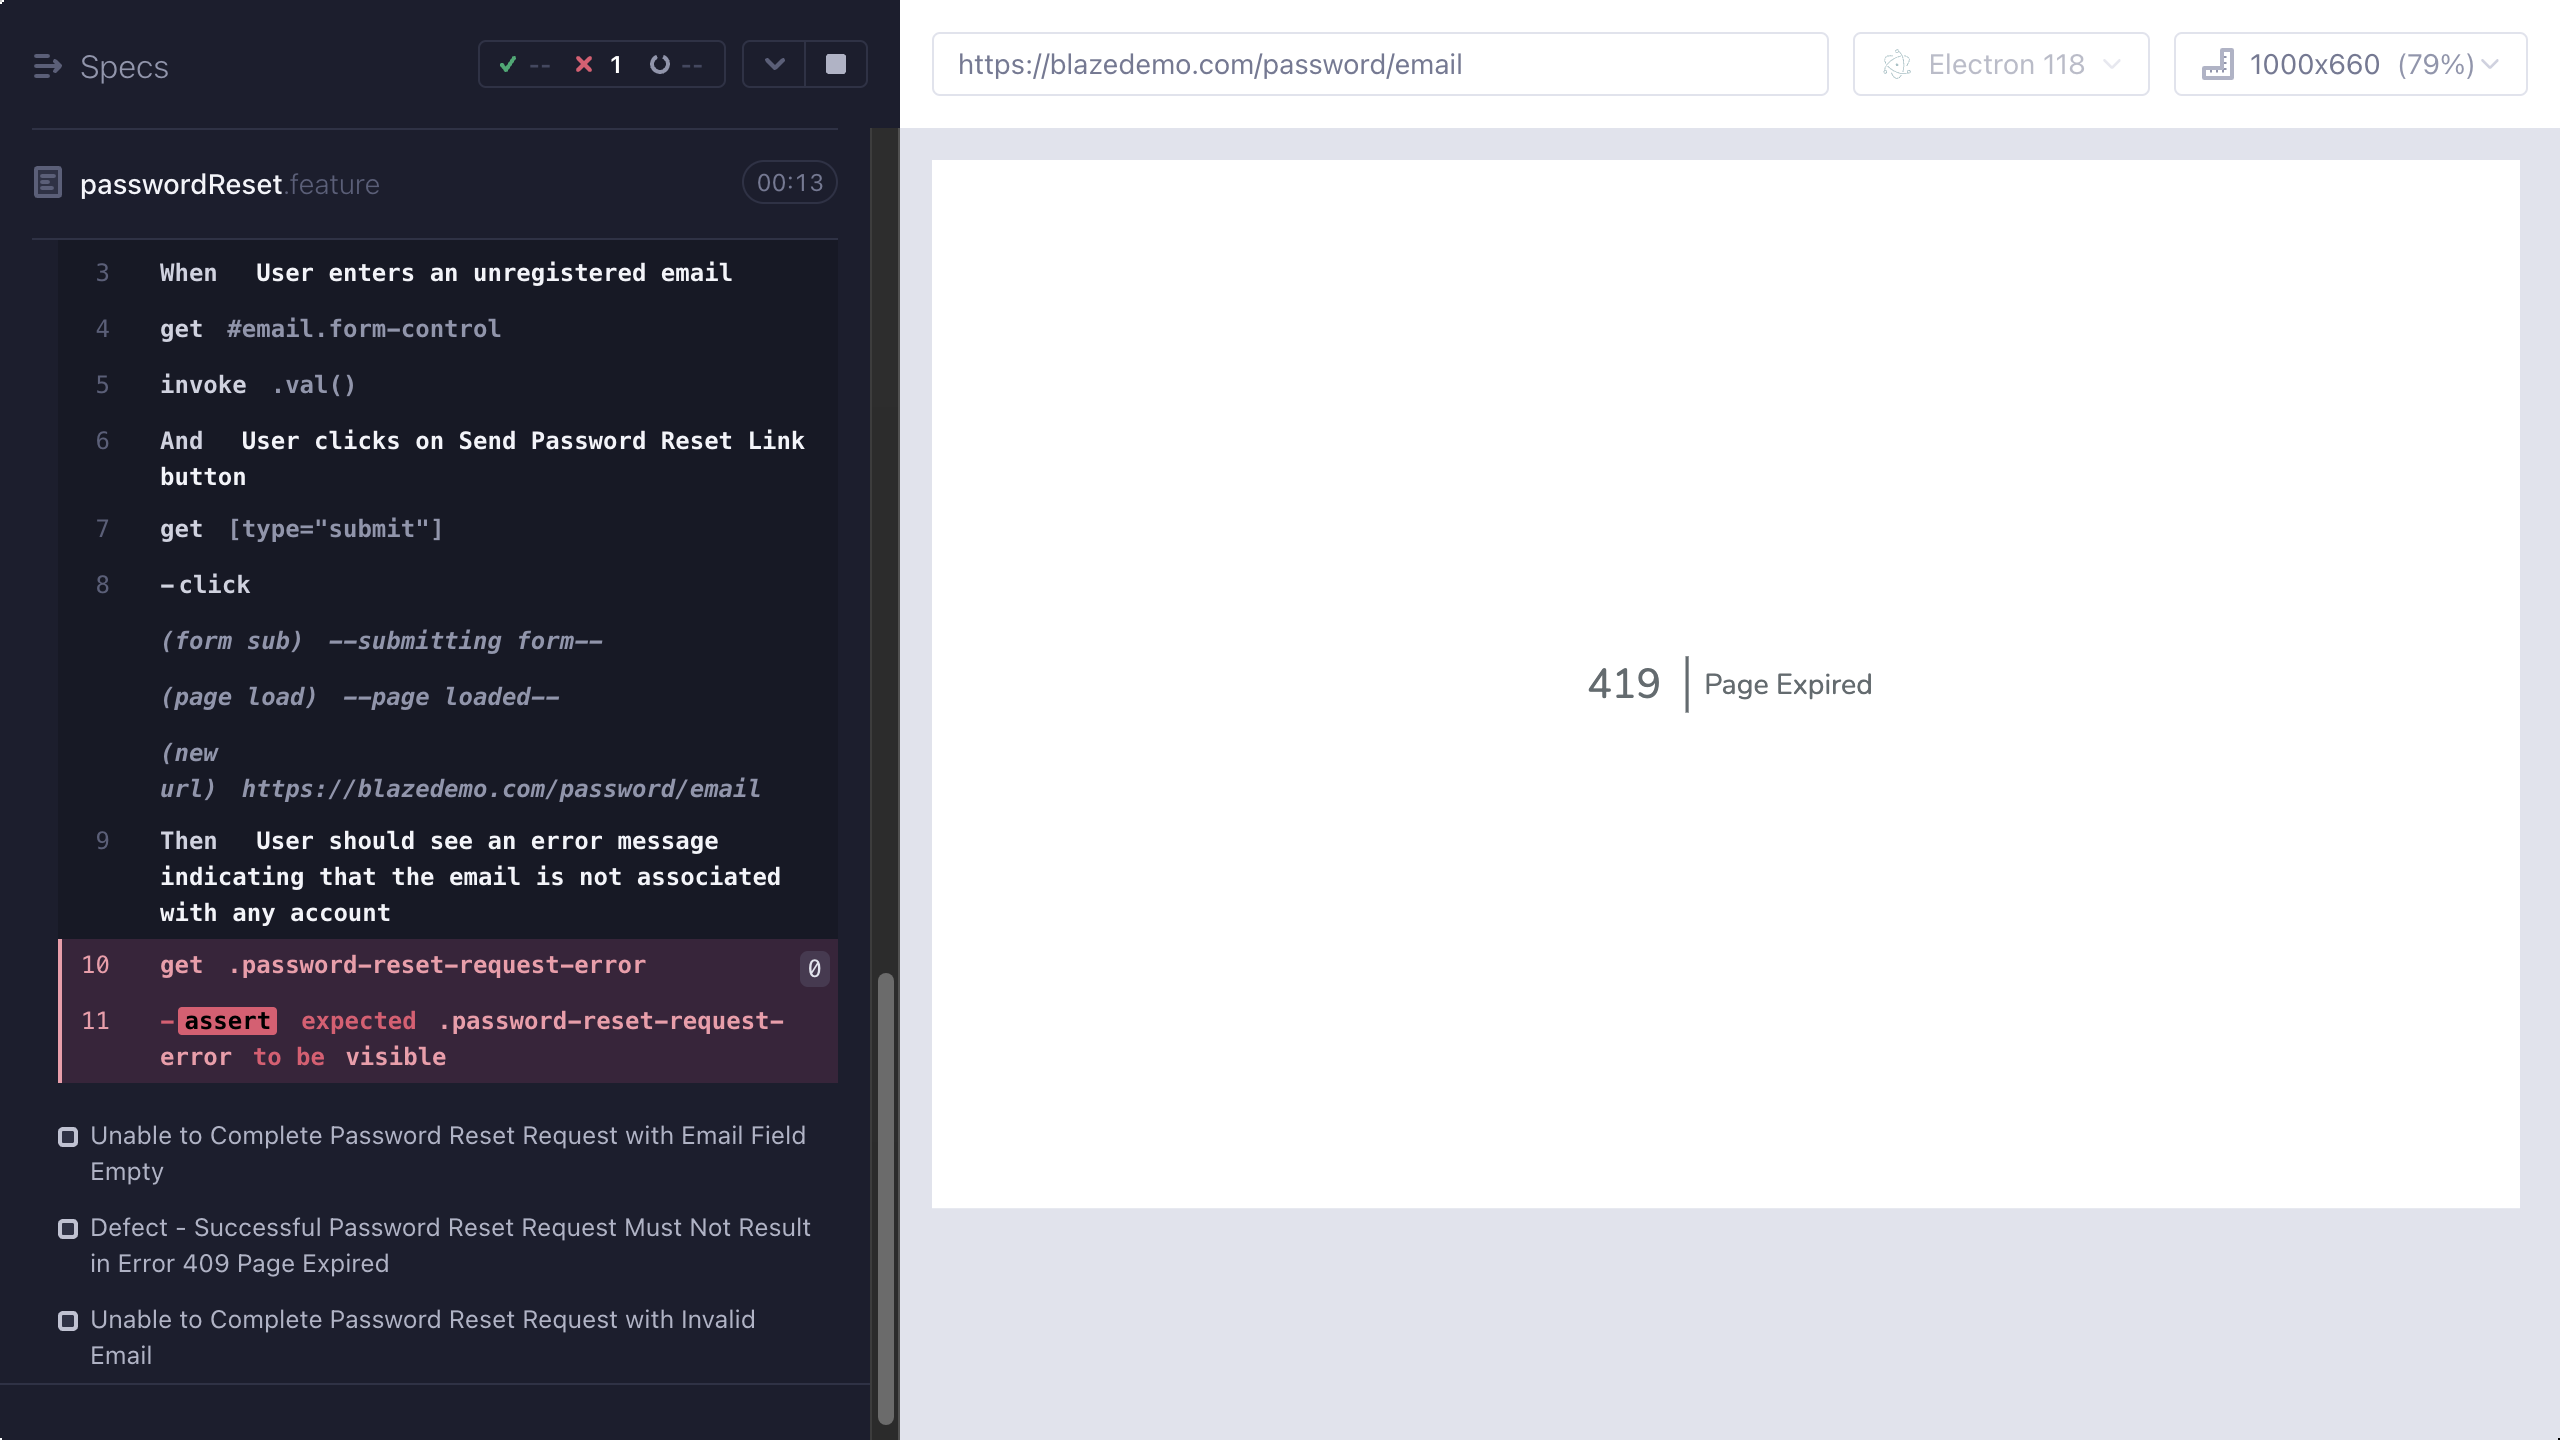 Specs
-- 1 --
https://blazedemo.com/password/email
Electron 118
1000x660 (79%)
passwordReset.feature
00:13
3 When User enters an unregistered email
4 get #email.form-control
5 invoke .val()
6 And User clicks on Send Password Reset Link
button
7 get [type="submit"]
8 -click
(form sub) --submitting form--
(page load) --page loaded--
(new
url) https://blazedemo.com/password/email
9 Then User should see an error message
indicating that the email is not associated
with any account
10 get .password-reset-request-error 0
11 -assert expected .password-reset-request-
error to be visible
Unable to Complete Password Reset Request with Email Field
Empty
Defect - Successful Password Reset Request Must Not Result
in Error 409 Page Expired
Unable to Complete Password Reset Request with Invalid
Email
419 Page Expired